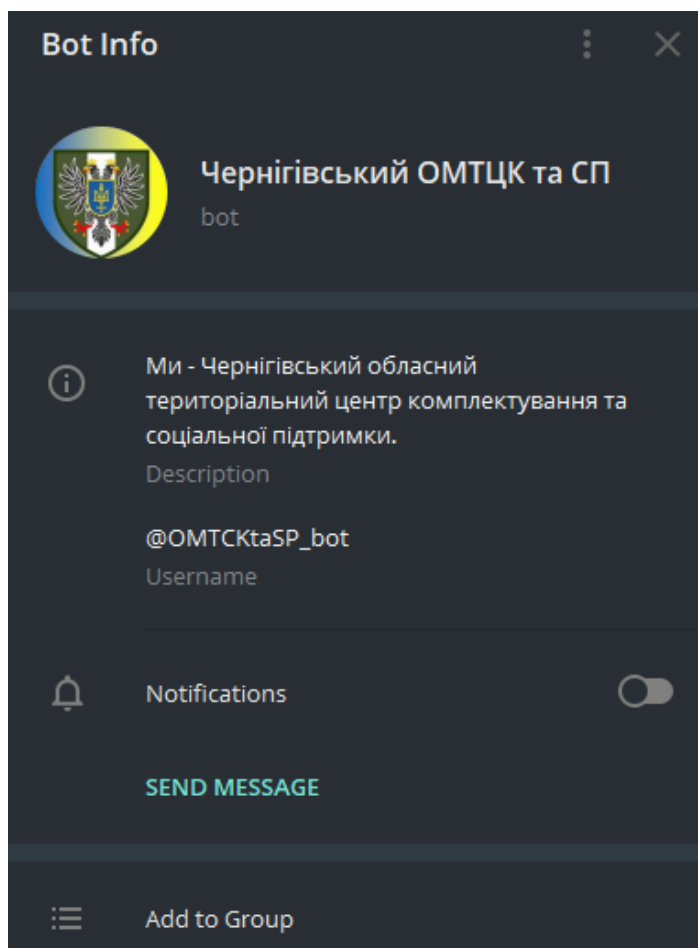 Bot Info
Чернігівський ОМТЦК та СП
bot
Ми - Чернігівський обласний
територіальний центр комплектування та
соціальної підтримки.
Description
@OMTCKtaSP_bot
Username
Notifications
SEND MESSAGE
Add to Group